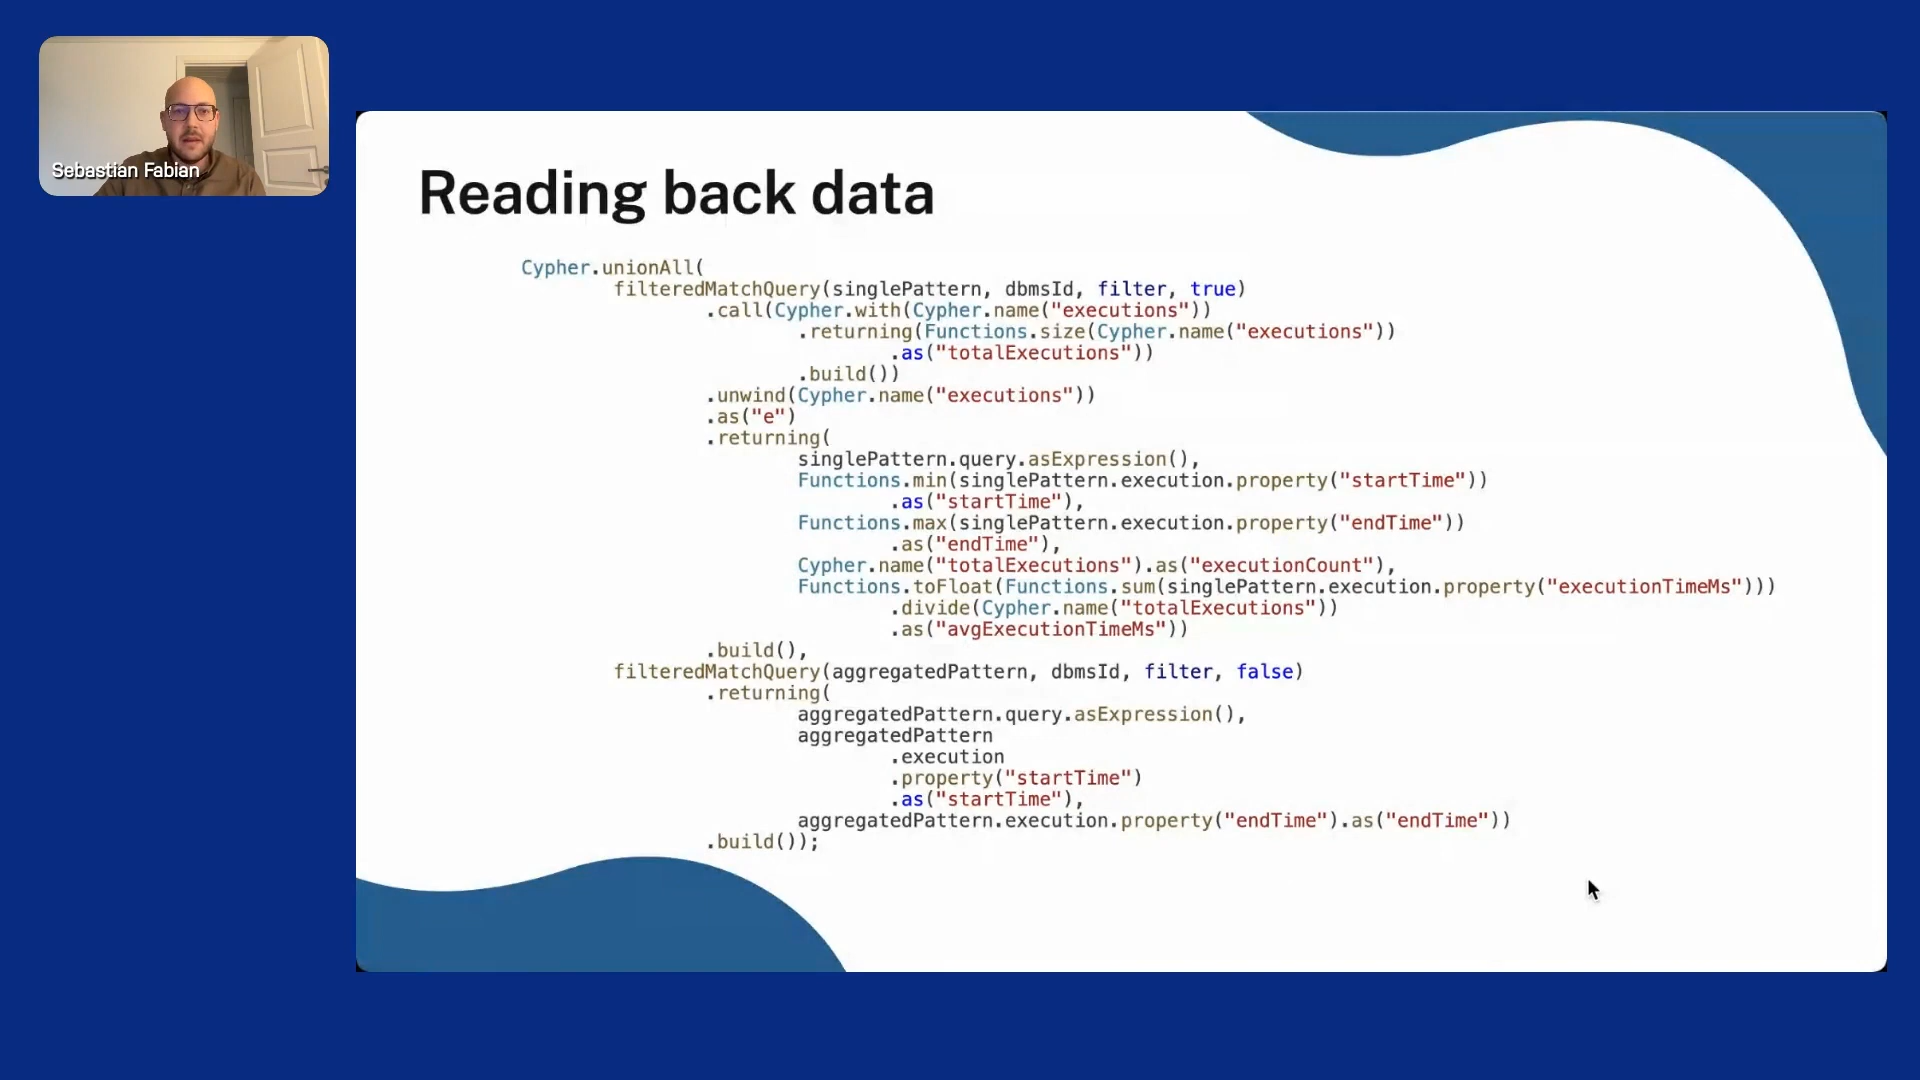 Sebastian Fabian
Reading back data
Cypher.unionAll(
filteredMatchQuery(singlePattern, dbmsId, filter, true)
.call(Cypher.with(Cypher.name("executions"))
.returning(Functions.size(Cypher.name("executions"))
.as("totalExecutions"))
.build())
.unwind(Cypher.name("executions"))
.as("e")
.returning(
singlePattern.query.asExpression(),
Functions.min(singlePattern.execution.property("startTime"))
.as("startTime"),
Functions.max(singlePattern.execution.property("endTime"))
.as("endTime"),
Cypher.name("totalExecutions").as("executionCount"),
Functions.toFloat(Functions.sum(singlePattern.execution.property("executionTimeMs")))
.divide(Cypher.name("totalExecutions"))
.as("avgExecutionTimeMs"))
.build(),
filteredMatchQuery(aggregatedPattern, dbmsId, filter, false)
.returning(
aggregatedPattern.query.asExpression(),
aggregatedPattern
.execution
.property("startTime")
.as("startTime"),
aggregatedPattern.execution.property("endTime").as("endTime"))
.build());